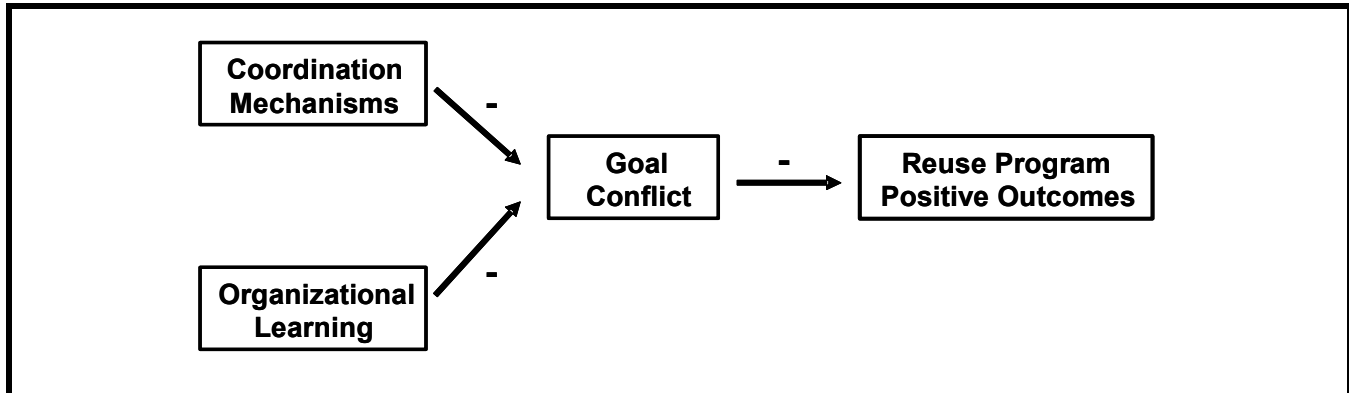 Coordination
Mechanisms
-
Goal
Conflict
-
Reuse Program
Positive Outcomes
-
Organizational
Learning